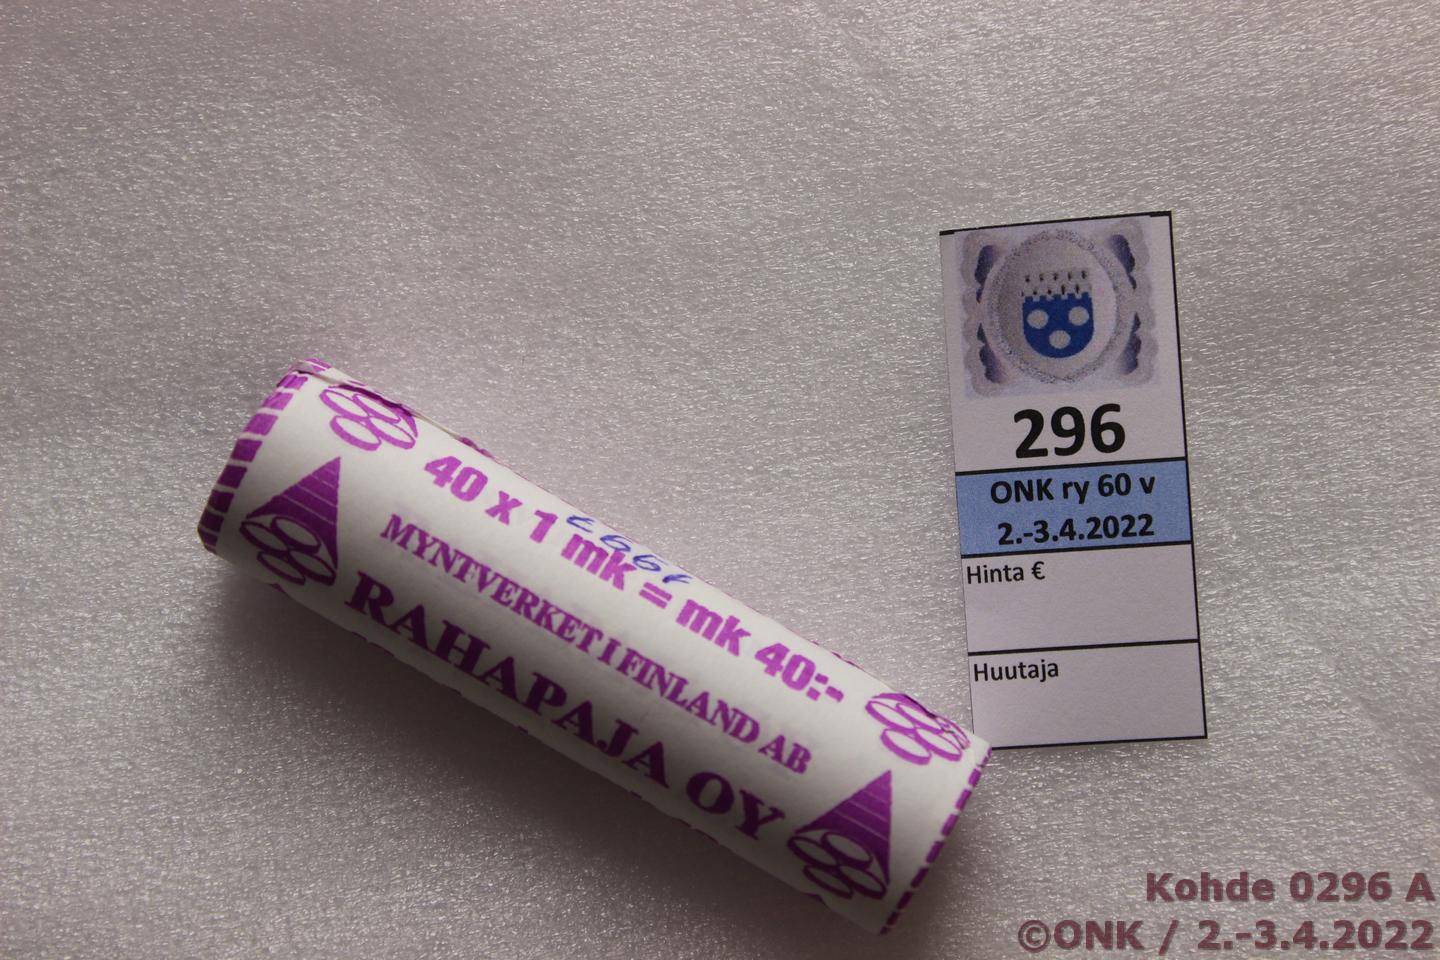 40 x 1 mk = mk 40:-
MYNTVERKET I FINLAND AB
RAHAPAJA OY
296
ONK ry 60 v
2.-3.4.2022
Hinta €
Huutaja
Kohde 0296 A
©ONK / 2.-3.4.2022